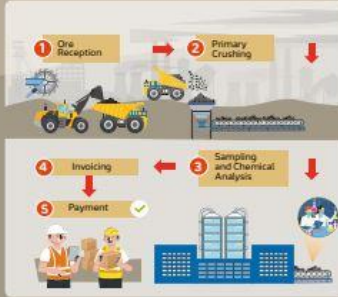 1 Ore
Reception
2 Primary
Crushing
3 Sampling
and Chemical
Analysis
4 Invoicing
5 Payment